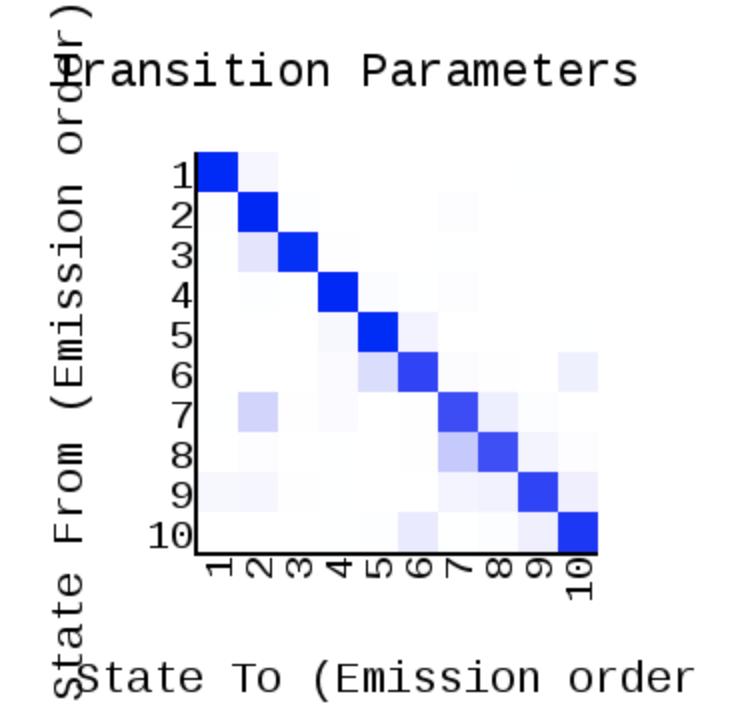 Transition Parameters
State From (Emission order)
1
2
3
4
5
6
7
8
9
10
1 2 3 4 5 6 7 8 9 10
State To (Emission order